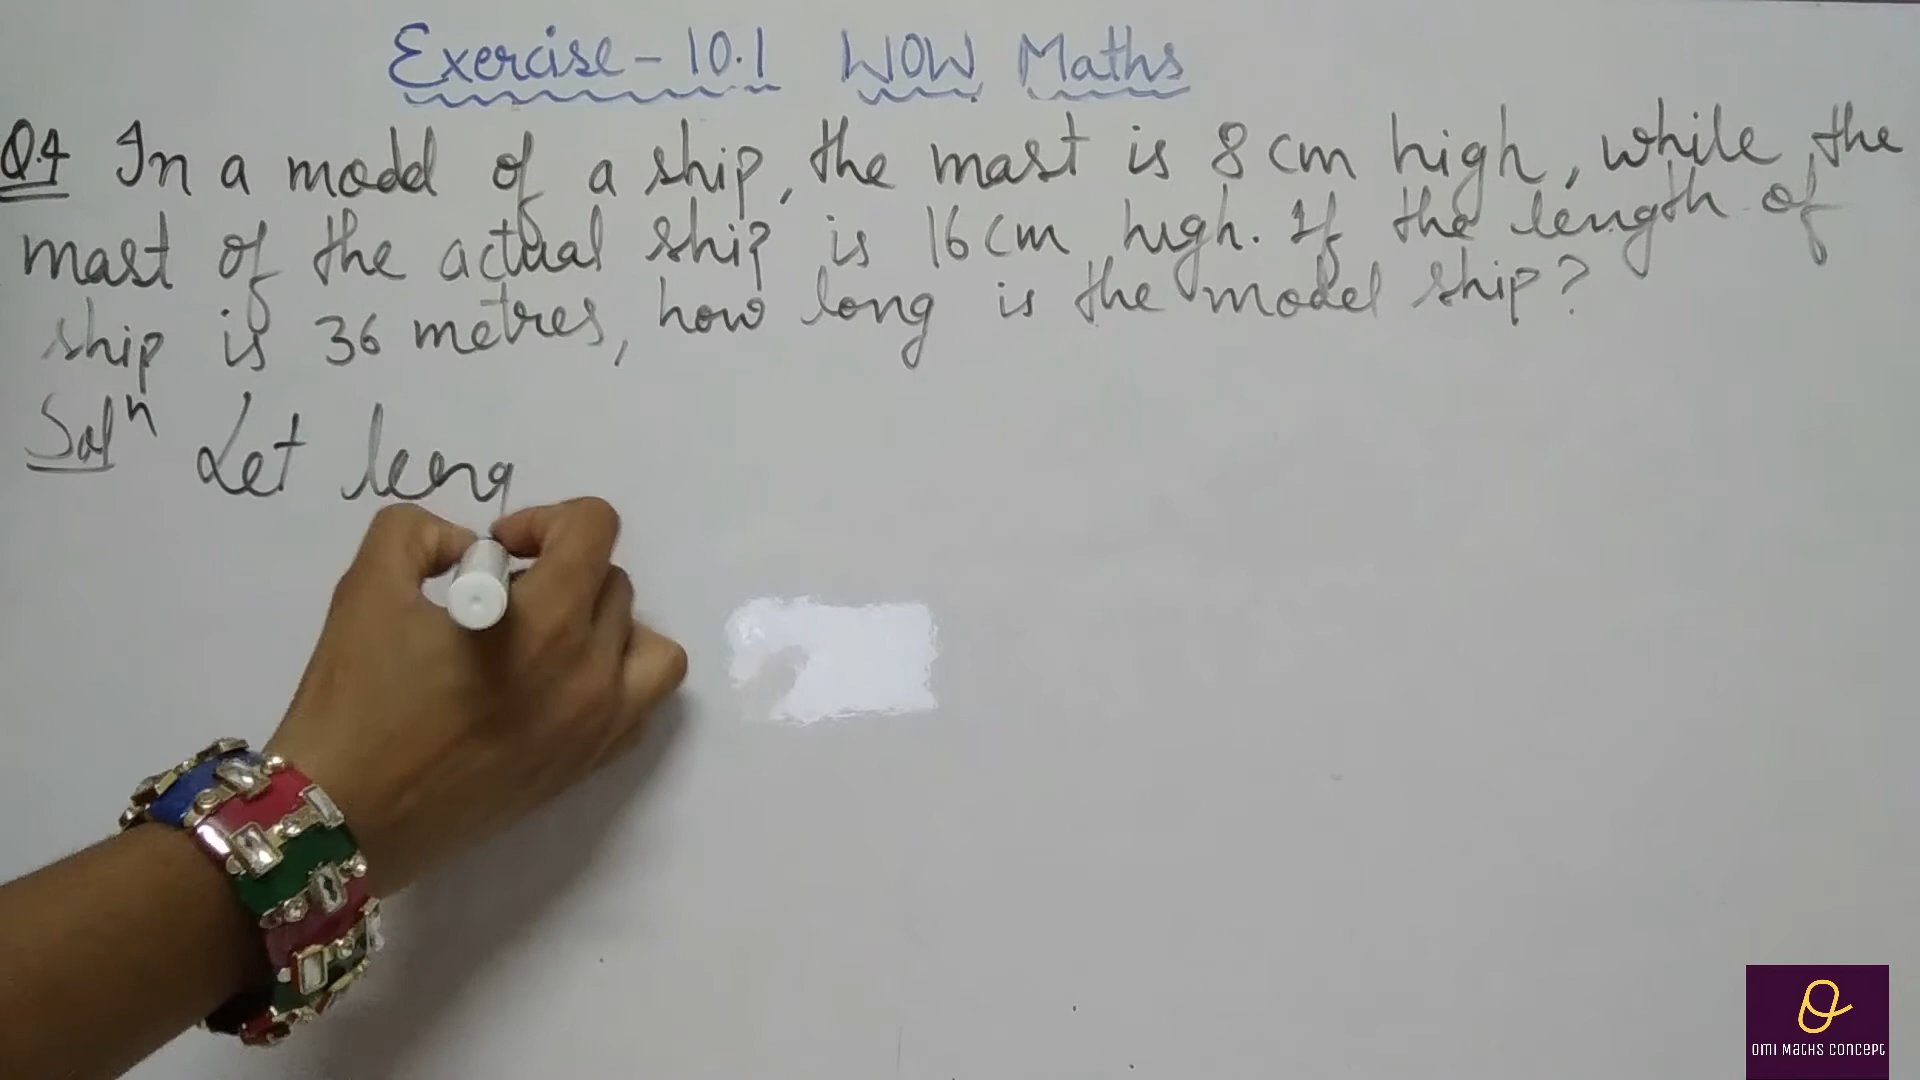 Exercise - 10.1 WOW Maths
Q.4 In a model of a ship, the mast is 8 cm high, while the
mast of the actual ship is 16 cm high. If the length of
ship is 36 metres, how long is the model ship?
Solⁿ Let leng
OMI MATHS CONCEPT